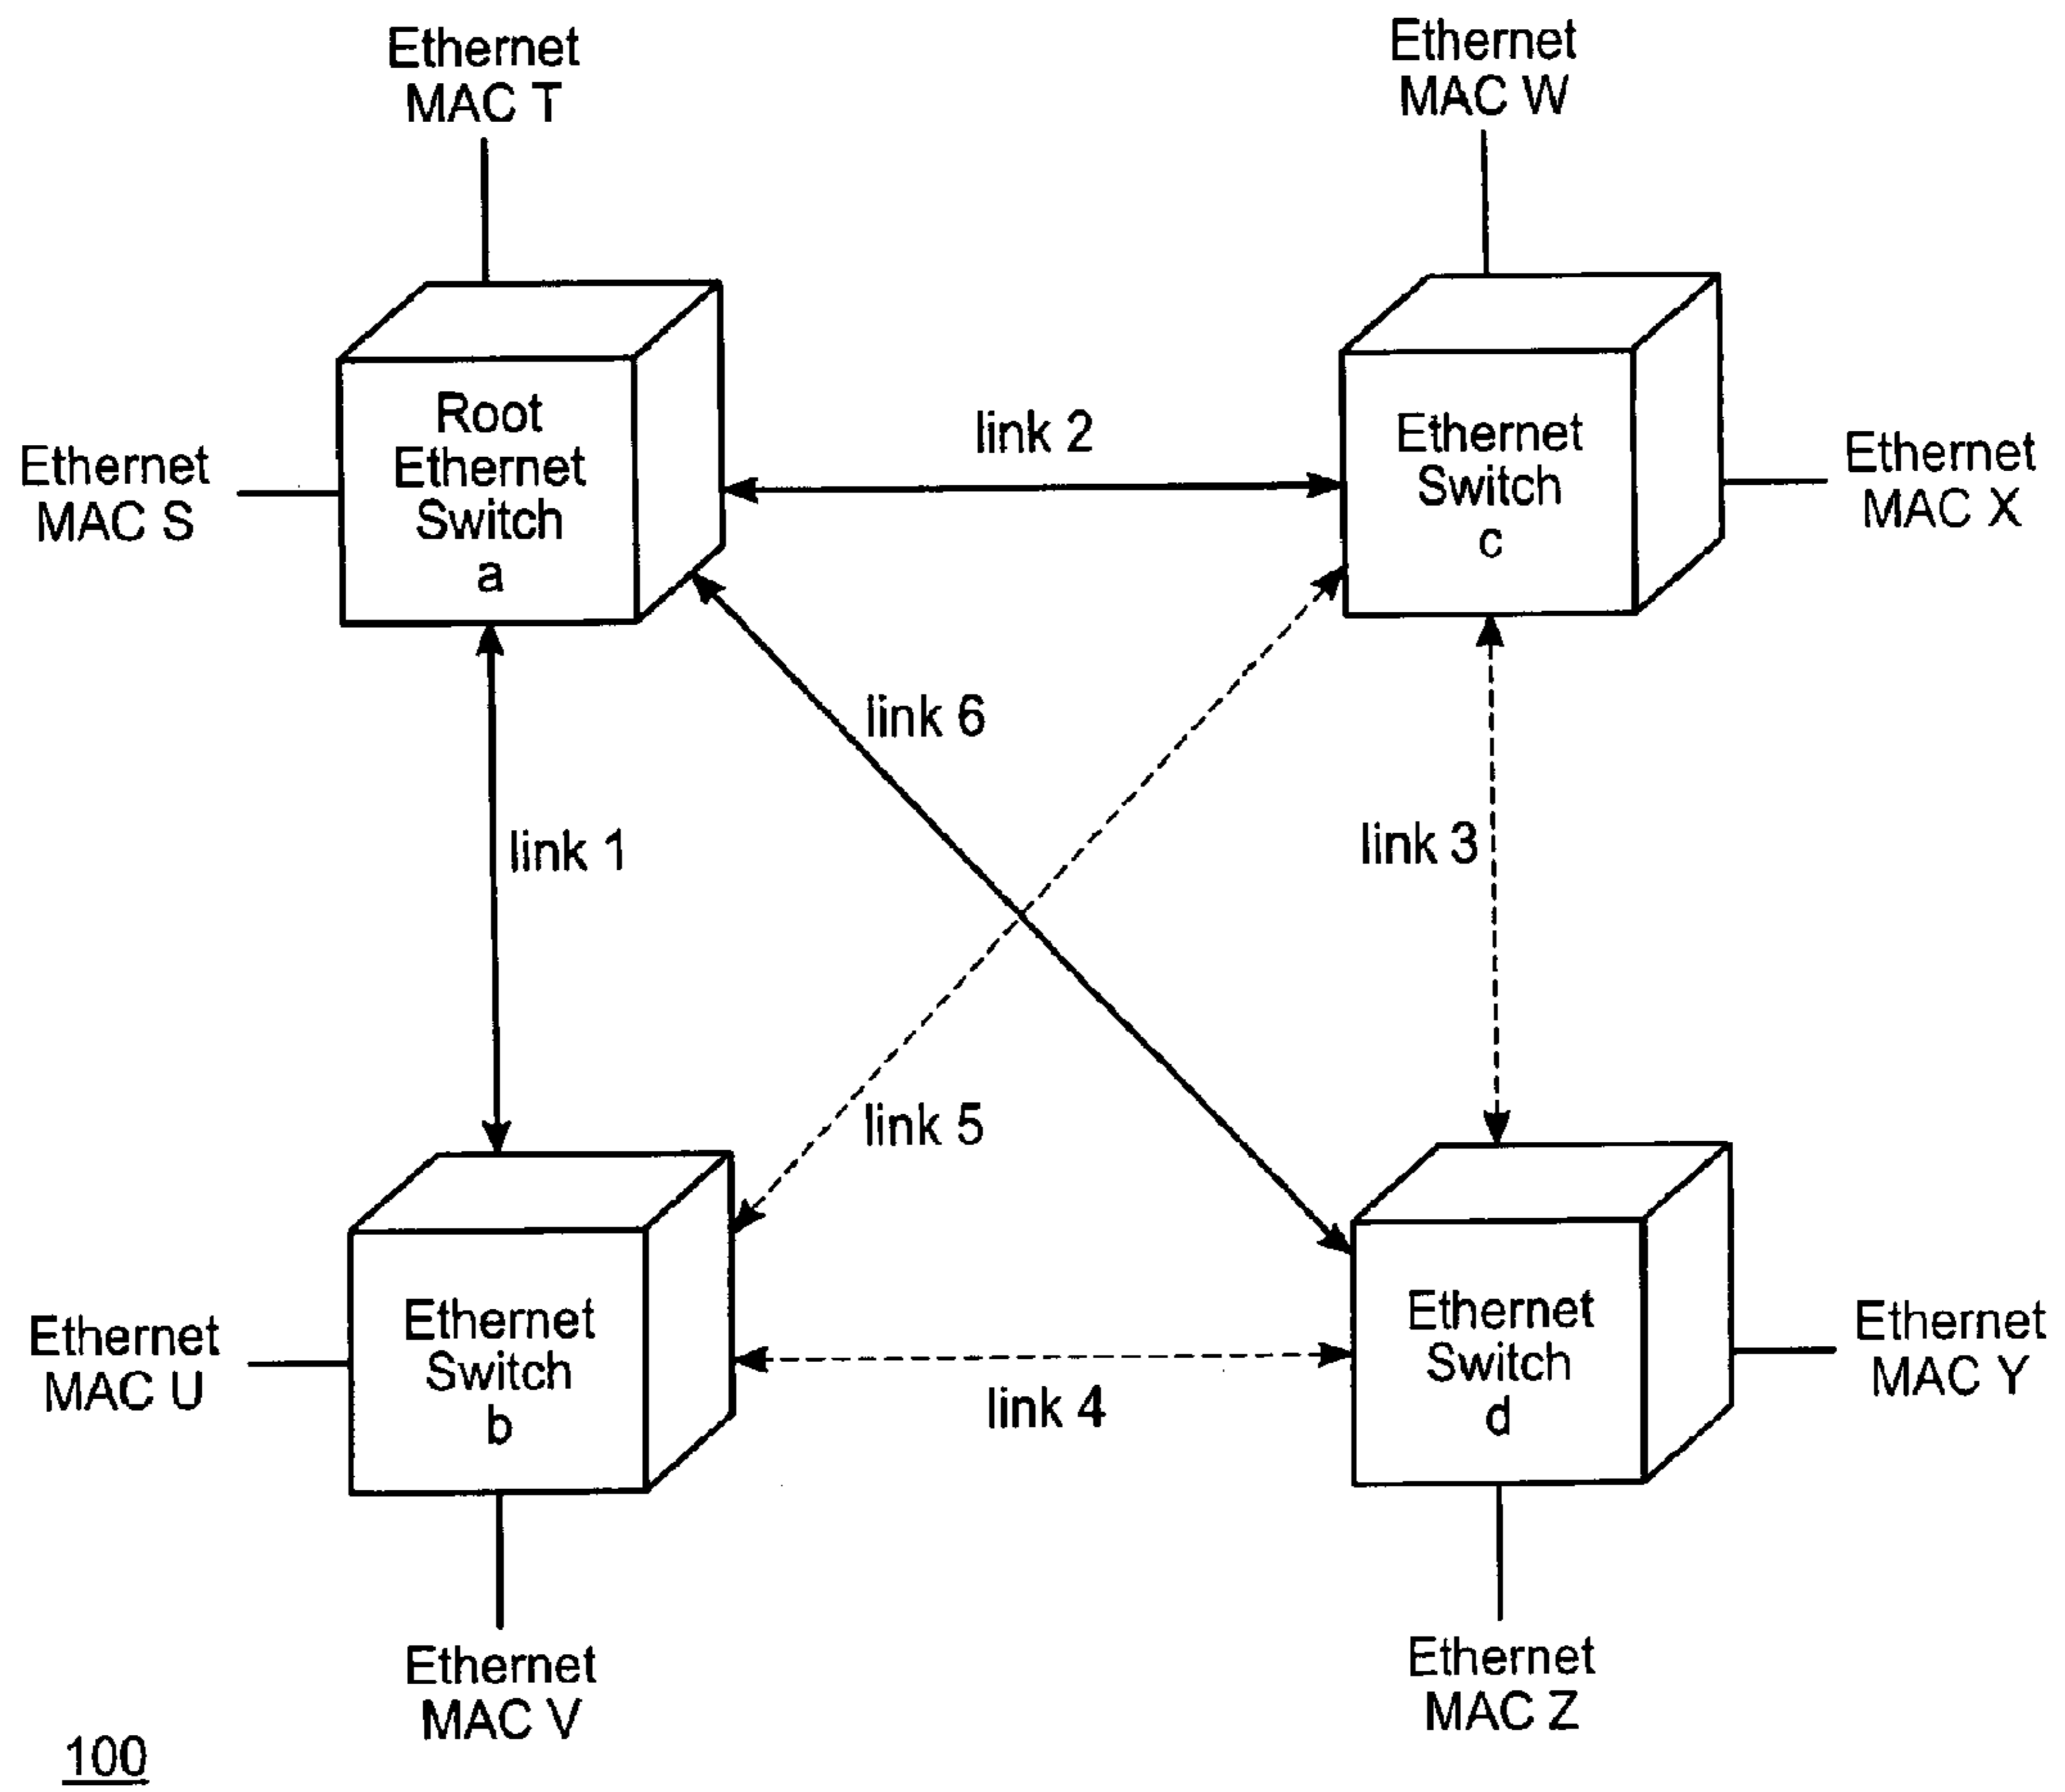 Ethernet
MAC T
Ethernet
MAC W
Root
Ethernet
Switch
a
Ethernet
MAC S
link 2
Ethernet
Switch
c
Ethernet
MAC X
link 6
link 1
link 3
link 5
Ethernet
MAC U
Ethernet
Switch
b
link 4
Ethernet
Switch
d
Ethernet
MAC Y
Ethernet
MAC V
Ethernet
MAC Z
100